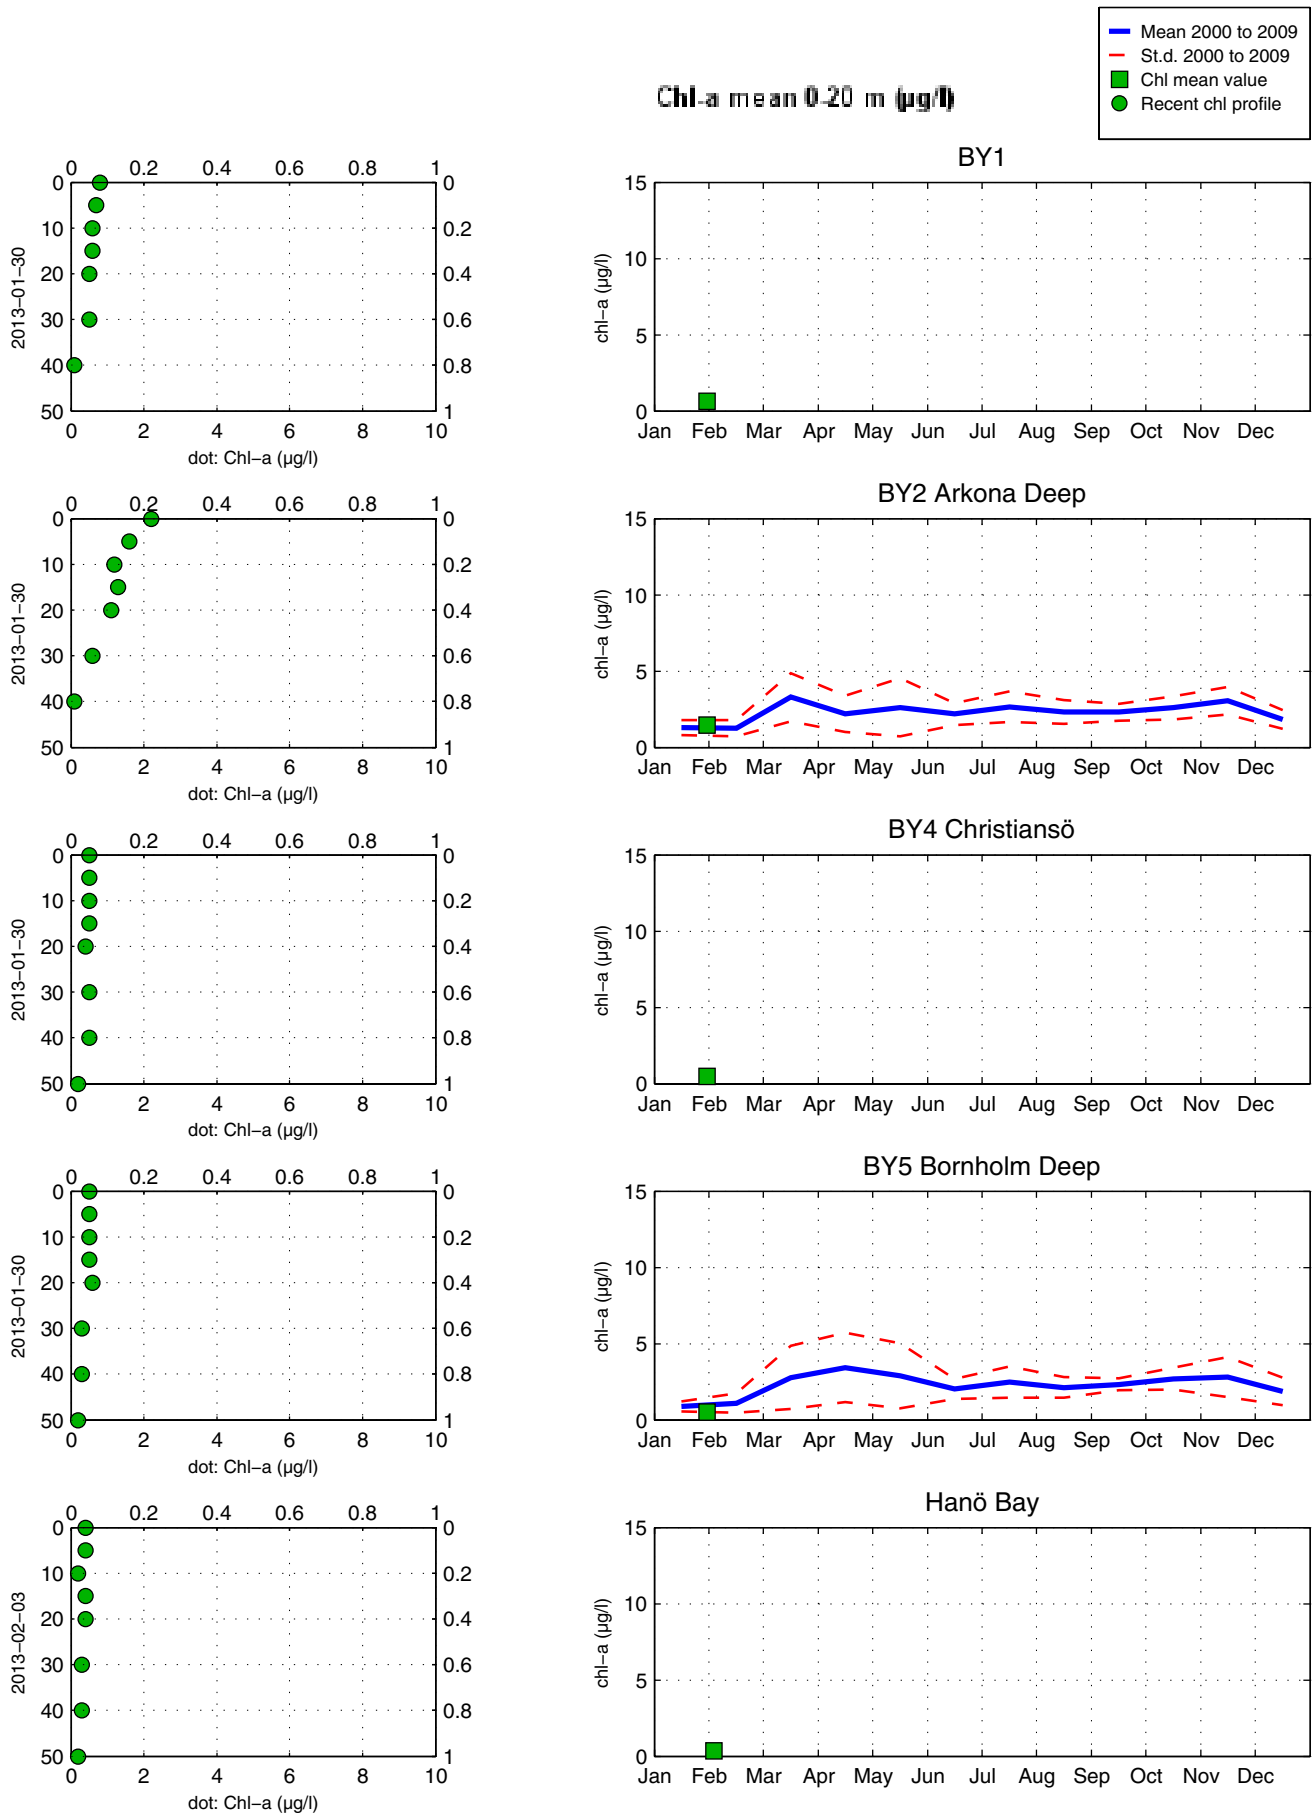 Mean 2000 to 2009
St.d. 2000 to 2009
Chl mean value
Recent chl profile
Chl-a mean 0-20 m (µg/l)
0 0.2 0.4 0.6 0.8 1
0 10 20 30 40 50
0 0.2 0.4 0.6 0.8 1
2013-01-30
0 2 4 6 8 10
dot: Chl-a (µg/l)
BY1
15 10 5 0
chl-a (µg/l)
Jan Feb Mar Apr May Jun Jul Aug Sep Oct Nov Dec
0 0.2 0.4 0.6 0.8 1
0 10 20 30 40 50
0 0.2 0.4 0.6 0.8 1
2013-01-30
0 2 4 6 8 10
dot: Chl-a (µg/l)
BY2 Arkona Deep
15 10 5 0
chl-a (µg/l)
Jan Feb Mar Apr May Jun Jul Aug Sep Oct Nov Dec
0 0.2 0.4 0.6 0.8 1
0 10 20 30 40 50
0 0.2 0.4 0.6 0.8 1
2013-01-30
0 2 4 6 8 10
dot: Chl-a (µg/l)
BY4 Christiansö
15 10 5 0
chl-a (µg/l)
Jan Feb Mar Apr May Jun Jul Aug Sep Oct Nov Dec
0 0.2 0.4 0.6 0.8 1
0 10 20 30 40 50
0 0.2 0.4 0.6 0.8 1
2013-01-30
0 2 4 6 8 10
dot: Chl-a (µg/l)
BY5 Bornholm Deep
15 10 5 0
chl-a (µg/l)
Jan Feb Mar Apr May Jun Jul Aug Sep Oct Nov Dec
0 0.2 0.4 0.6 0.8 1
0 10 20 30 40 50
0 0.2 0.4 0.6 0.8 1
2013-02-03
0 2 4 6 8 10
dot: Chl-a (µg/l)
Hanö Bay
15 10 5 0
chl-a (µg/l)
Jan Feb Mar Apr May Jun Jul Aug Sep Oct Nov Dec